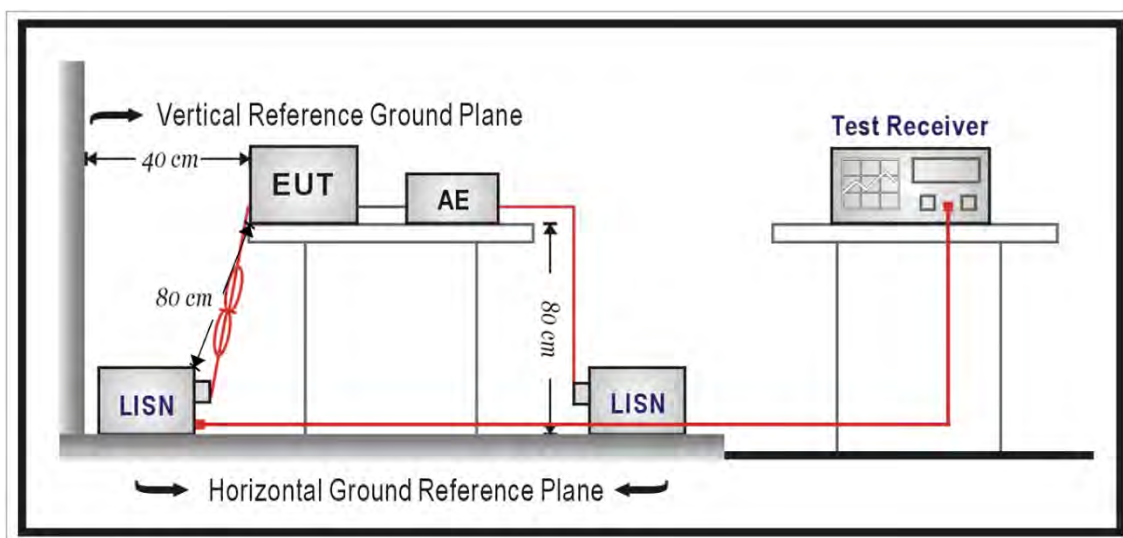 Vertical Reference Ground Plane
Test Receiver
40 cm
EUT
AE
80 cm
80 cm
LISN
LISN
Horizontal Ground Reference Plane